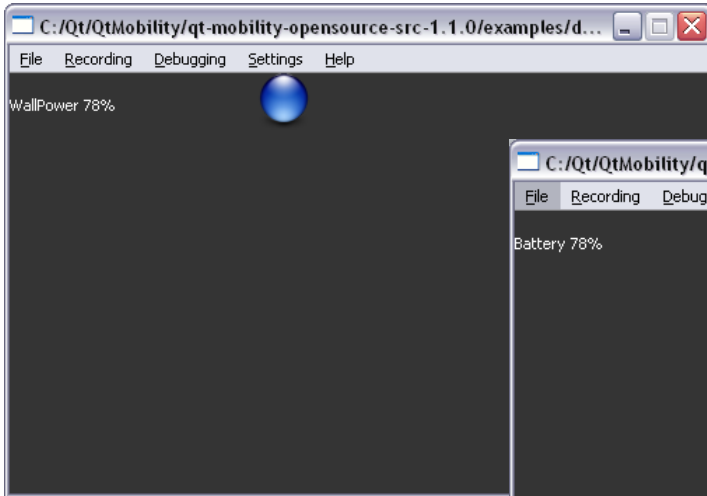 C:/Qt/QtMobility/qt-mobility-opensource-src-1.1.0/examples/d...
File Recording Debugging Settings Help
WallPower 78%
C:/Qt/QtMobility/q
File Recording Debug
Battery 78%